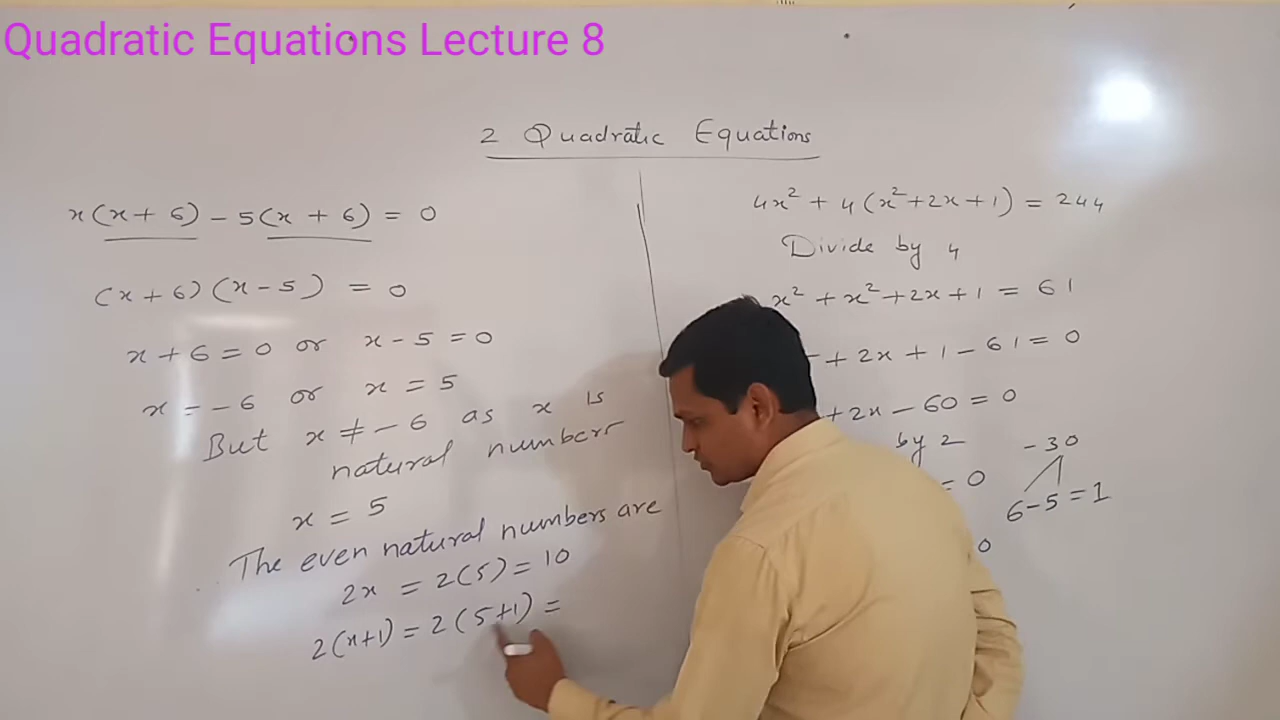 Quadratic Equations Lecture 8
2 Quadratic Equations
x(x + 6) - 5(x + 6) = 0
(x + 6) (x - 5) = 0
x + 6 = 0 or x - 5 = 0
x = -6 or x = 5
But x ≠ -6 as x is
natural numbers
x = 5
The even natural numbers are
2x = 2(5) = 10
2(x+1) = 2(5+1) =
4x² + 4(x²+2x+1) = 244
Divide by 4
x² + x² + 2x + 1 = 61
+ 2x + 1 - 61 = 0
+ 2x - 60 = 0
by 2
= 0
0
-30
6 - 5 = 1